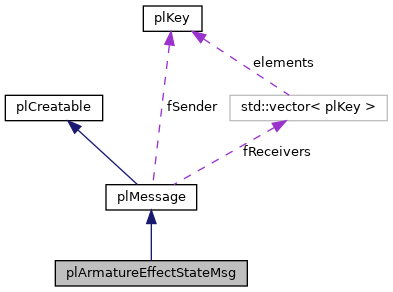 plKey
elements
plCreatable
fSender
std::vector< plKey >
fReceivers
plMessage
plArmatureEffectStateMsg